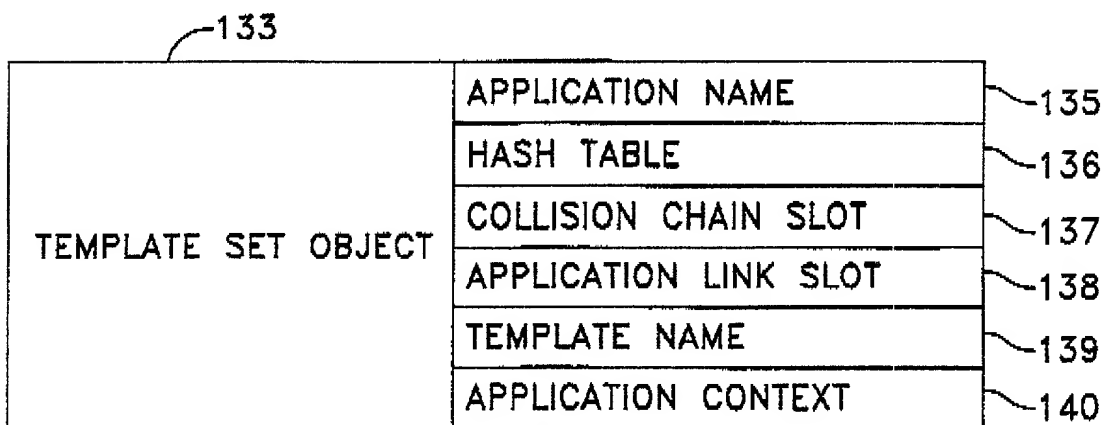 133
APPLICATION NAME
135
HASH TABLE
136
COLLISION CHAIN SLOT
137
TEMPLATE SET OBJECT
APPLICATION LINK SLOT
138
TEMPLATE NAME
139
APPLICATION CONTEXT
140